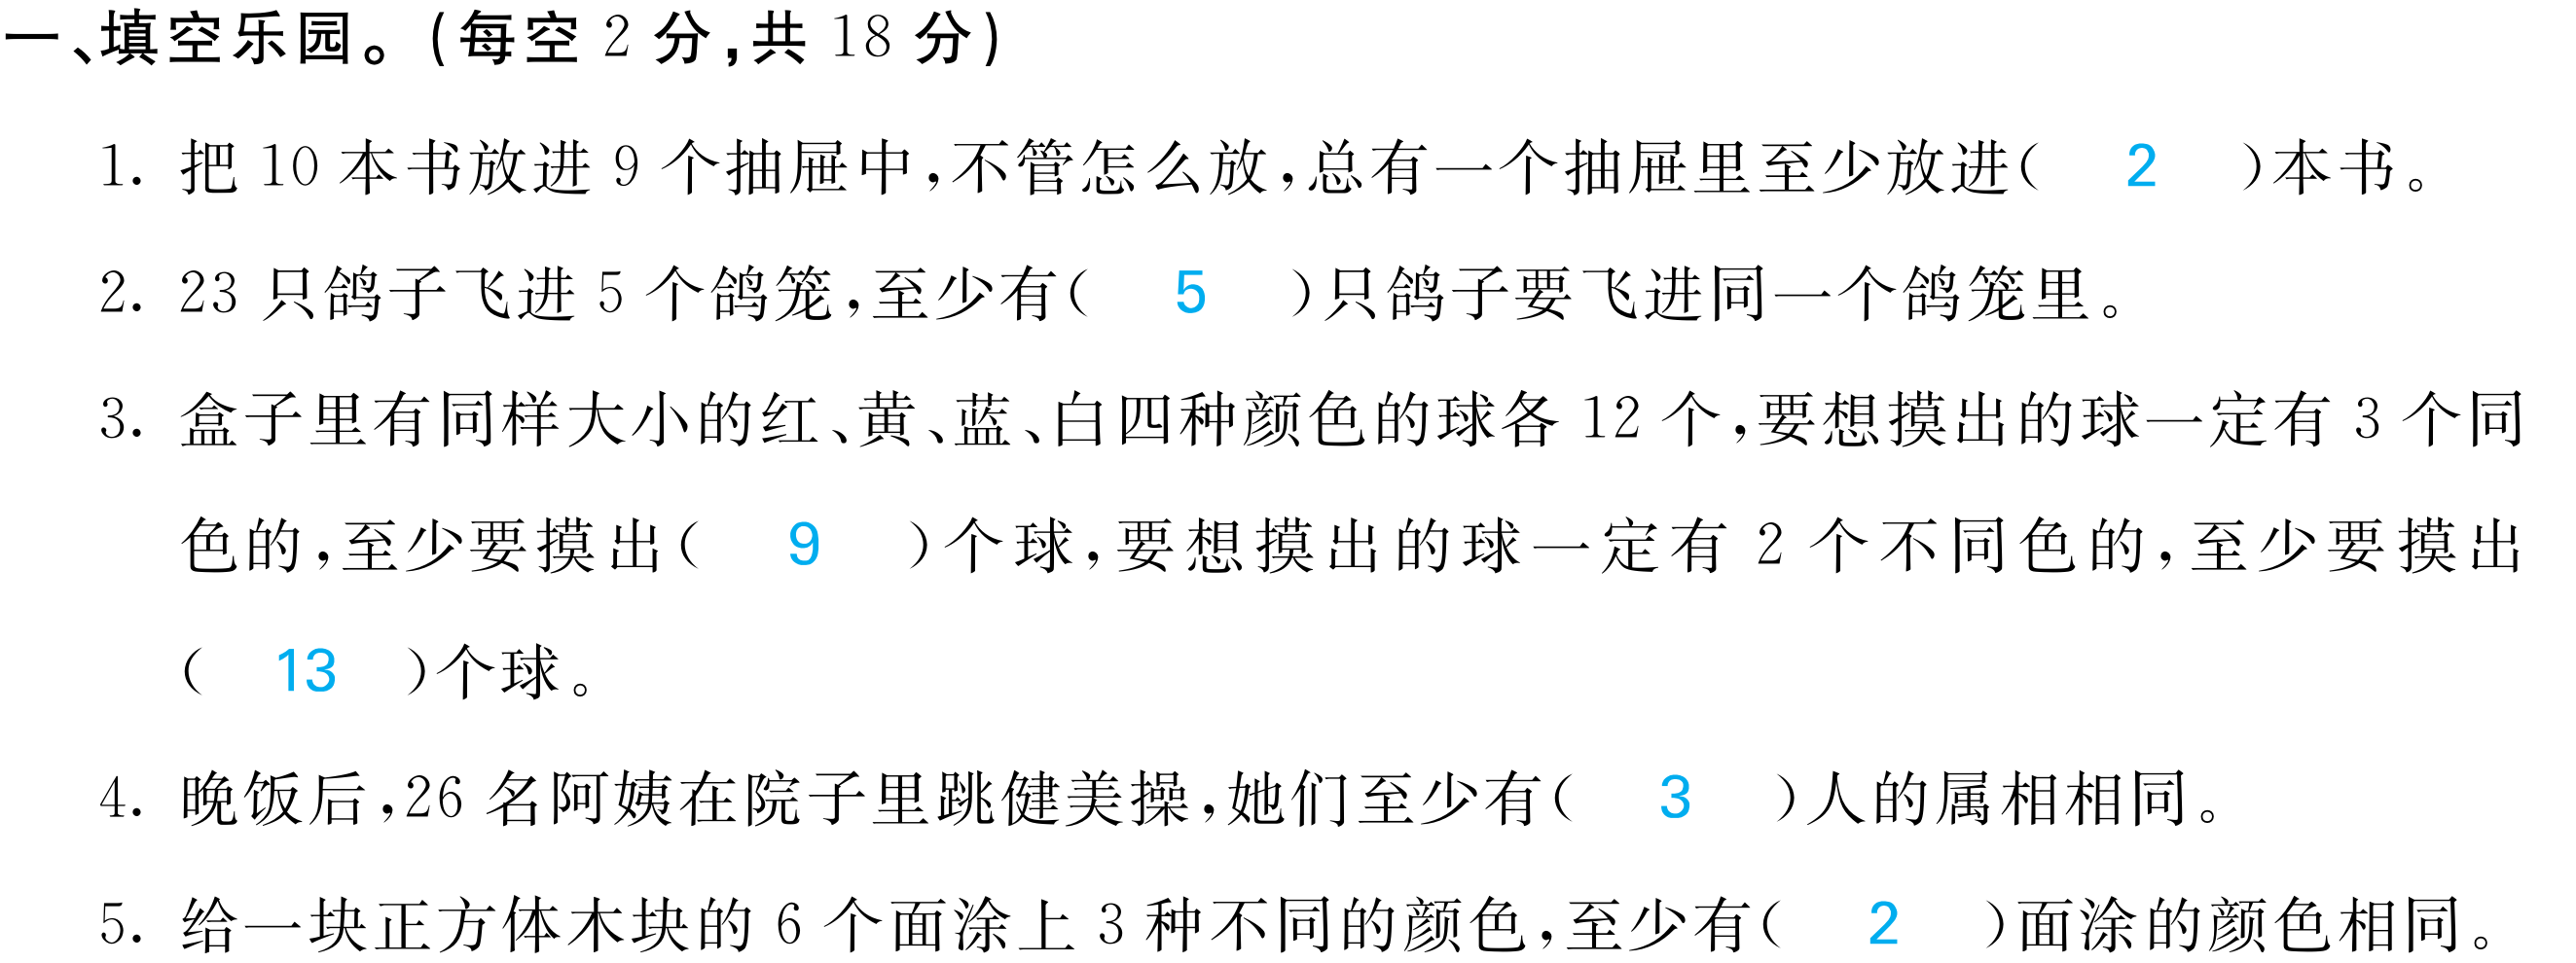 一、填空乐园。(每空 2 分,共 18 分)
1. 把 10 本书放进 9 个抽屉中,不管怎么放,总有一个抽屉里至少放进( 2 )本书。
2. 23 只鸽子飞进 5 个鸽笼,至少有( 5 )只鸽子要飞进同一个鸽笼里。
3. 盒子里有同样大小的红、黄、蓝、白四种颜色的球各 12 个,要想摸出的球一定有 3 个同
色的,至少要摸出( 9 )个球,要想摸出的球一定有 2 个不同色的,至少要摸出
( 13 )个球。
4. 晚饭后,26 名阿姨在院子里跳健美操,她们至少有( 3 )人的属相相同。
5. 给一块正方体木块的 6 个面涂上 3 种不同的颜色,至少有( 2 )面涂的颜色相同。